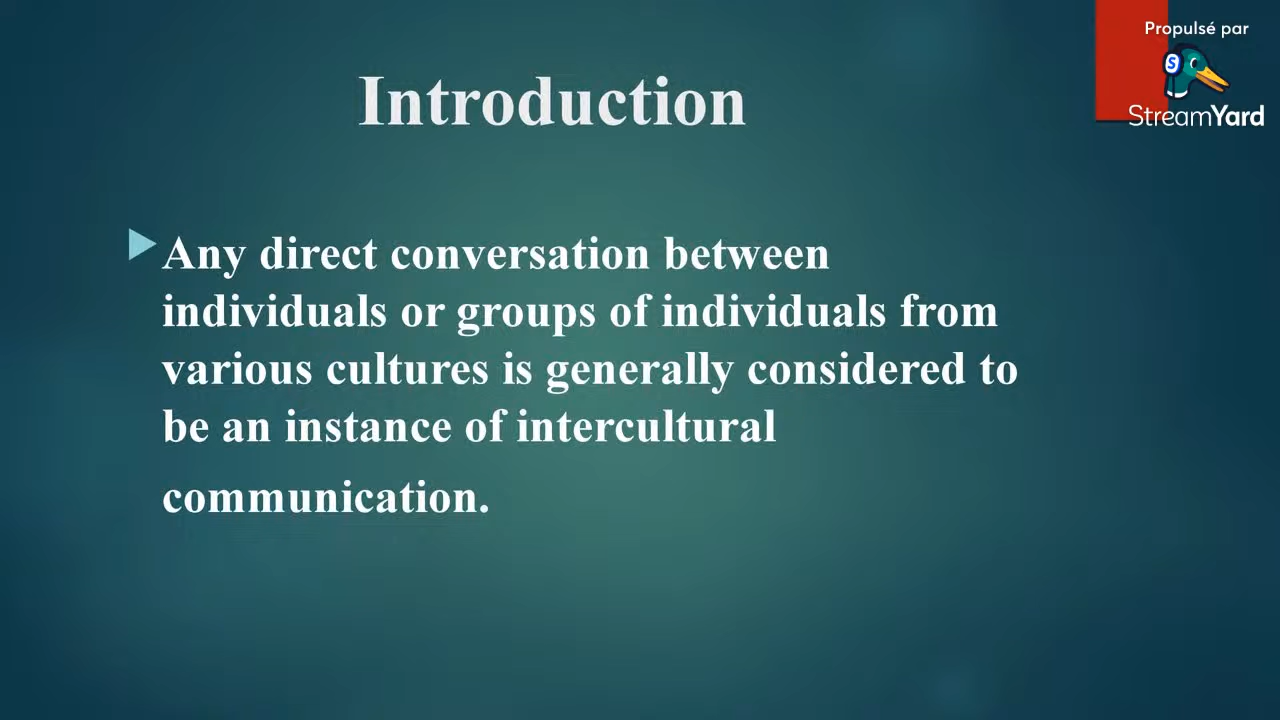 Propulsé par
StreamYard
Introduction
Any direct conversation between
individuals or groups of individuals from
various cultures is generally considered to
be an instance of intercultural
communication.